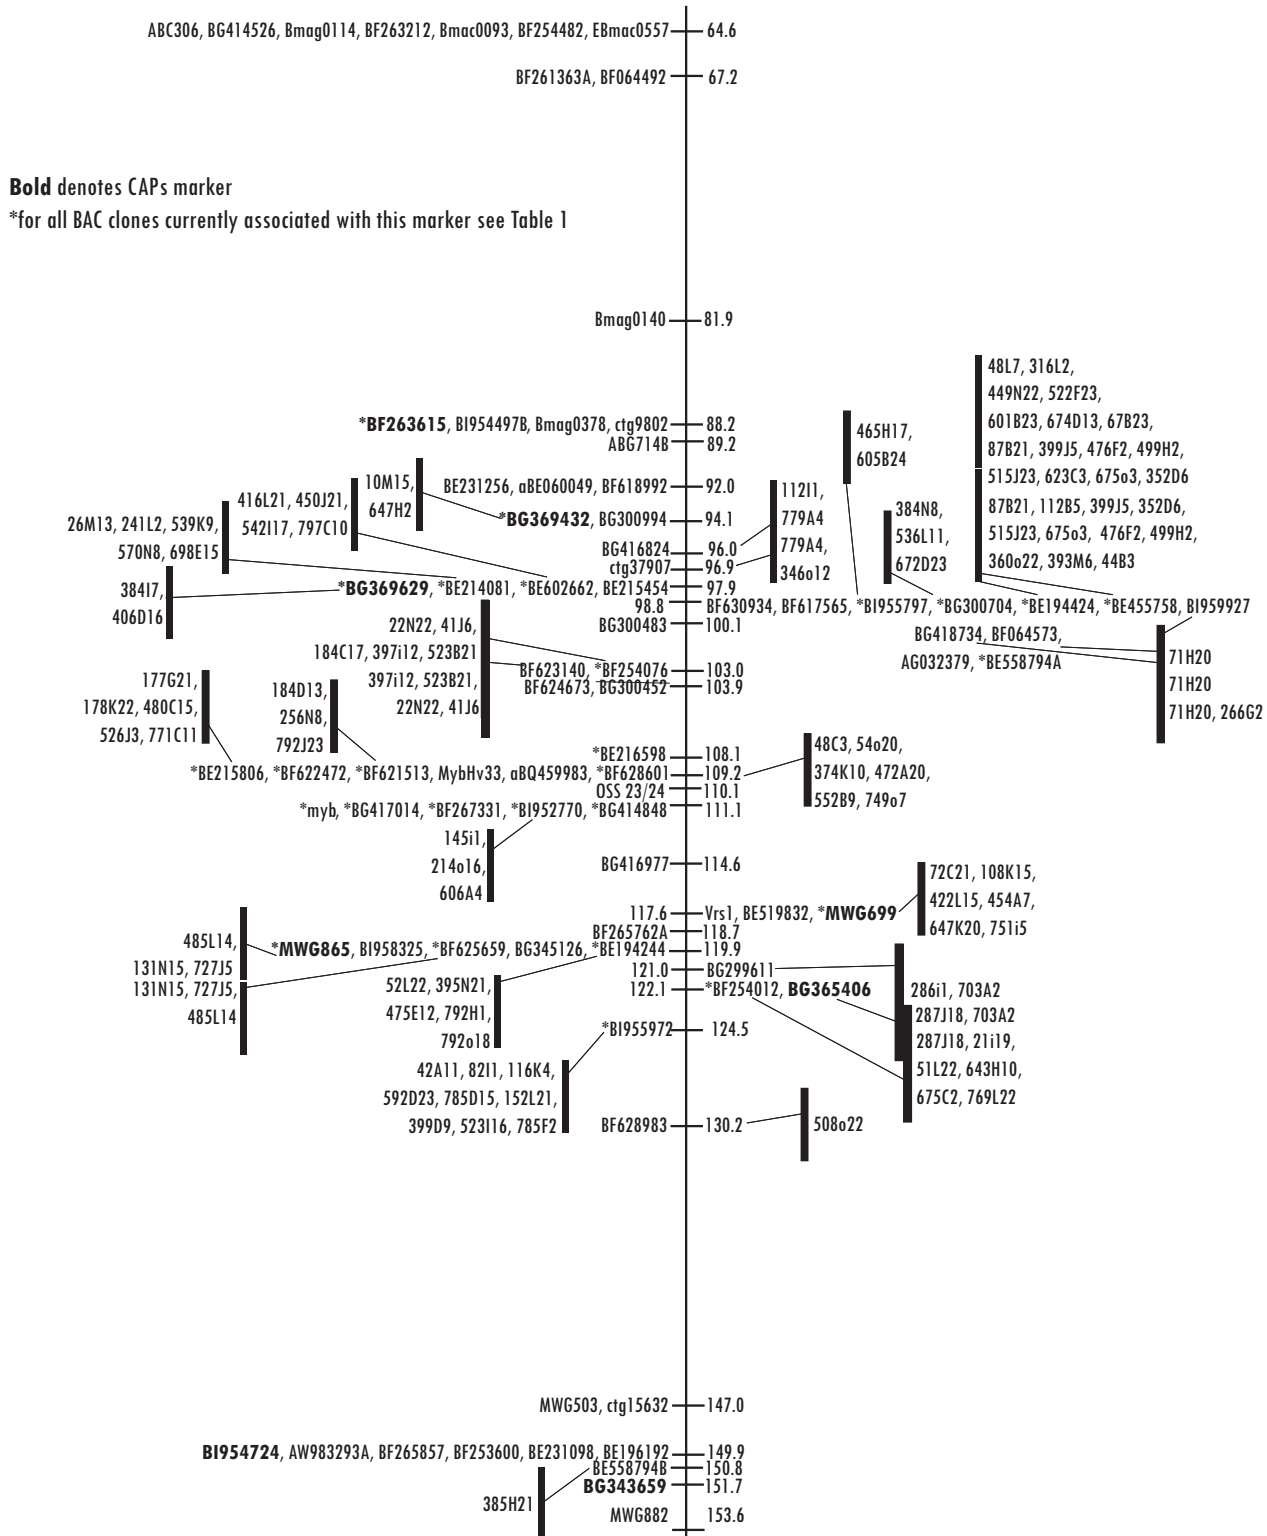 ABC306, BG414526, Bmag0114, BF263212, Bmac0093, BF254482, EBmac0557 64.6
BF261363A, BF064492 67.2
Bold denotes CAPs marker
*for all BAC clones currently associated with this marker see Table 1
Bmag0140 81.9
*BF263615, BI954497B, Bmag0378, ctg9802 88.2
ABG714B 89.2
BE231256, aBE060049, BF618992 92.0
*BG369432, BG300994 94.1
BG416824 96.0
ctg37907 96.9
*BG369629, *BE214081, *BE602662, BE215454 97.9
98.8 BF630934, BF617565, *BI955797, *BG300704, *BE194424, *BE455758, BI959927
BG418734, BF064573,
AG032379, *BE558794A
BG300483 100.1
10M15,
647H2
416L21, 450J21,
542I17, 797C10
26M13, 241L2, 539K9,
570N8, 698E15
384I7,
406D16
112I1,
779A4
779A4,
346o12
465H17,
605B24
384N8,
536L11,
672D23
48L7, 316L2,
449N22, 522F23,
601B23, 674D13, 67B23,
87B21, 399J5, 476F2, 499H2,
515J23, 623C3, 675o3, 352D6
87B21, 112B5, 399J5, 352D6,
515J23, 675o3, 476F2, 499H2,
360o22, 393M6, 44B3
71H20
71H20
71H20, 266G2
22N22, 41J6,
184C17, 397i12, 523B21
397i12, 523B21,
22N22, 41J6
BF623140, *BF254076 103.0
BF624673, BG300452 103.9
177G21,
178K22, 480C15,
526J3, 771C11
184D13,
256N8,
792J23
*BE216598 108.1
*BE215806, *BF622472, *BF621513, MybHv33, aBQ459983, *BF628601 109.2
OSS 23/24 110.1
*myb, *BG417014, *BF267331, *BI952770, *BG414848 111.1
48C3, 54o20,
374K10, 472A20,
552B9, 749o7
145i1,
214o16,
606A4
BG416977 114.6
117.6 Vrs1, BE519832, *MWG699
72C21, 108K15,
422L15, 454A7,
647K20, 751i5
BF265762A 118.7
*MWG865, BI958325, *BF625659, BG345126, *BE194244 119.9
485L14,
131N15, 727J5
131N15, 727J5,
485L14
121.0 BG299611
122.1 *BF254012, BG365406
52L22, 395N21,
475E12, 792H1,
792o18
286i1, 703A2
287J18, 703A2
287J18, 21i19,
51L22, 643H10,
675C2, 769L22
*BI955972 124.5
42A11, 82I1, 116K4,
592D23, 785D15, 152L21,
399D9, 523I16, 785F2
BF628983 130.2
508o22
MWG503, ctg15632 147.0
BI954724, AW983293A, BF265857, BF253600, BE231098, BE196192 149.9
BE558794B 150.8
BG343659 151.7
385H21
MWG882 153.6